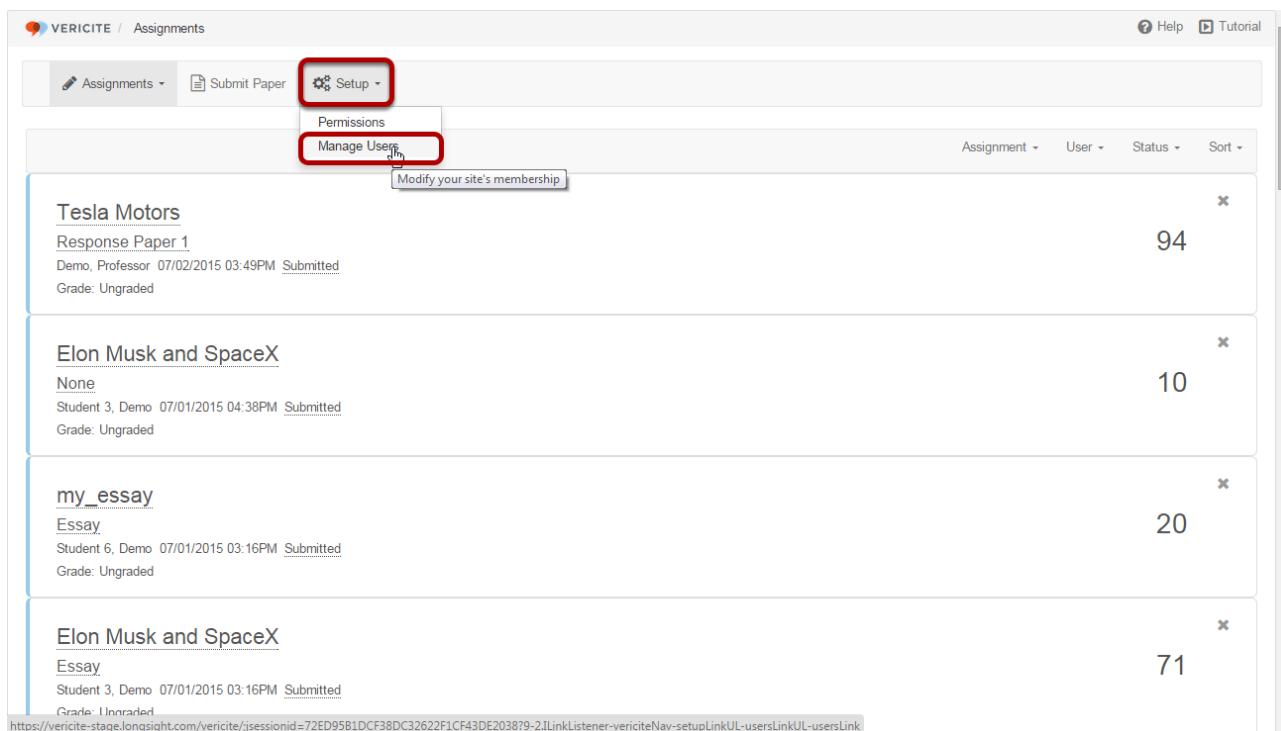 VERICITE / Assignments Help Tutorial
Assignments Submit Paper Setup
Permissions
Manage Users Assignment User Status Sort
Modify your site's membership
Tesla Motors
Response Paper 1 94
Demo, Professor 07/02/2015 03:49PM Submitted
Grade: Ungraded
Elon Musk and SpaceX
None 10
Student 3, Demo 07/01/2015 04:38PM Submitted
Grade: Ungraded
my_essay
Essay 20
Student 6, Demo 07/01/2015 03:16PM Submitted
Grade: Ungraded
Elon Musk and SpaceX
Essay 71
Student 3, Demo 07/01/2015 03:16PM Submitted
Grade: Ungraded
https://vericite-stage.longsight.com/vericite/;jsessionid=72ED95B1DCF38DC32622F1CF43DE2038?9-2.ILinkListener-vericiteNav-setupLinkUL-usersLinkUL-usersLink